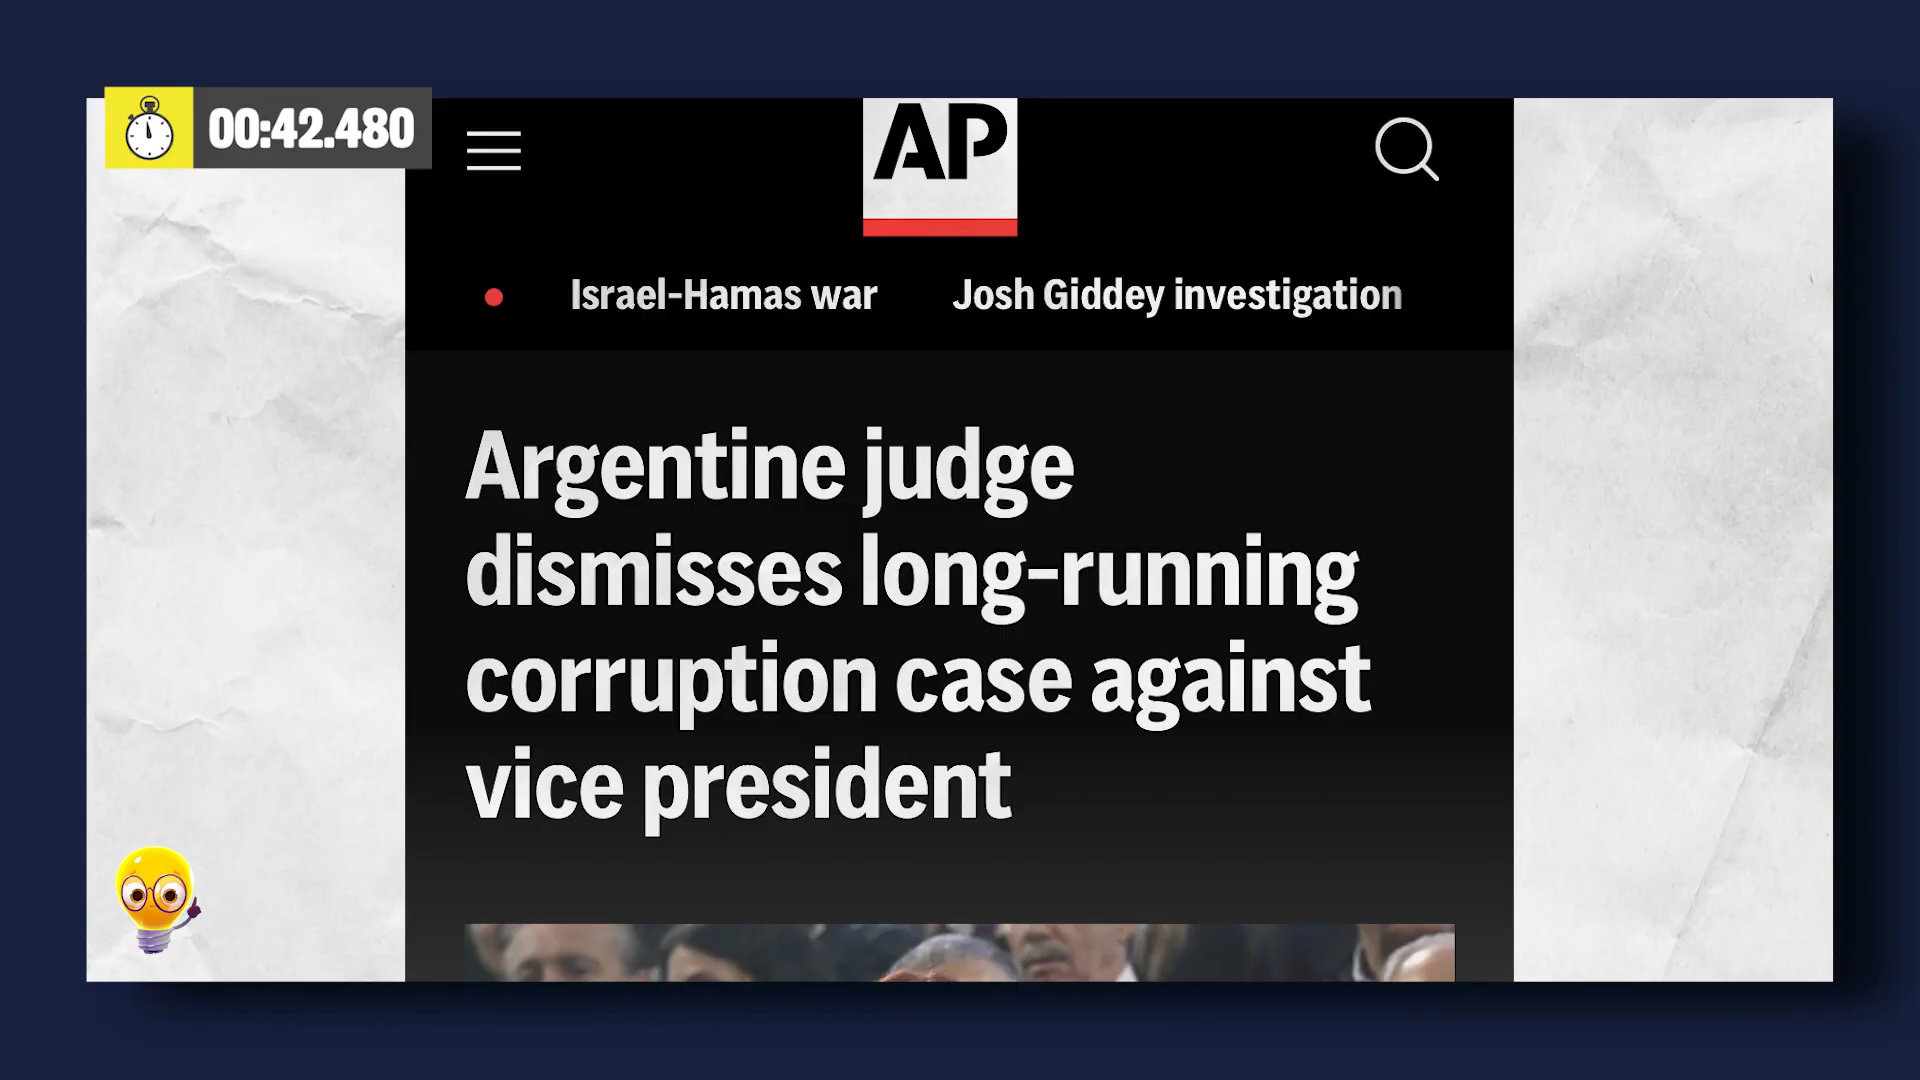 00:42.480
AP
Israel-Hamas war Josh Giddey investigation
Argentine judge
dismisses long-running
corruption case against
vice president